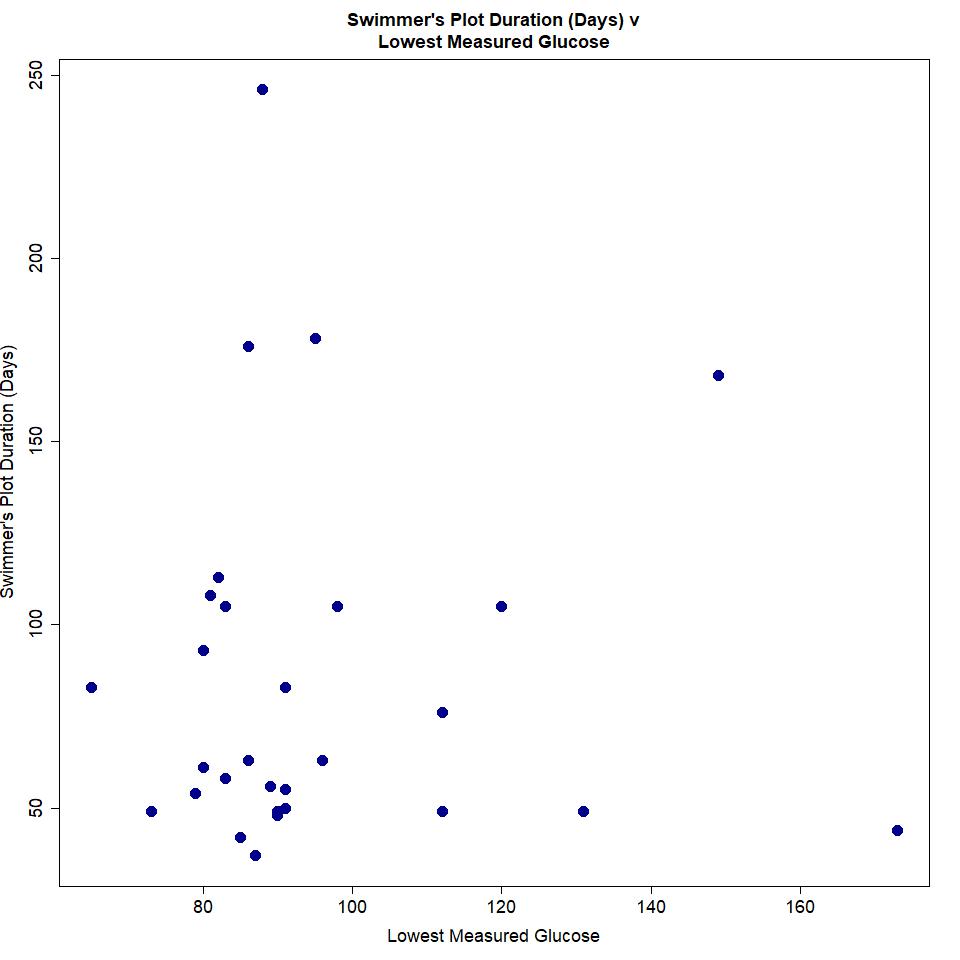 Swimmer's Plot Duration (Days) v
Lowest Measured Glucose
Swimmer's Plot Duration (Days)
250
200
150
100
50
80 100 120 140 160
Lowest Measured Glucose